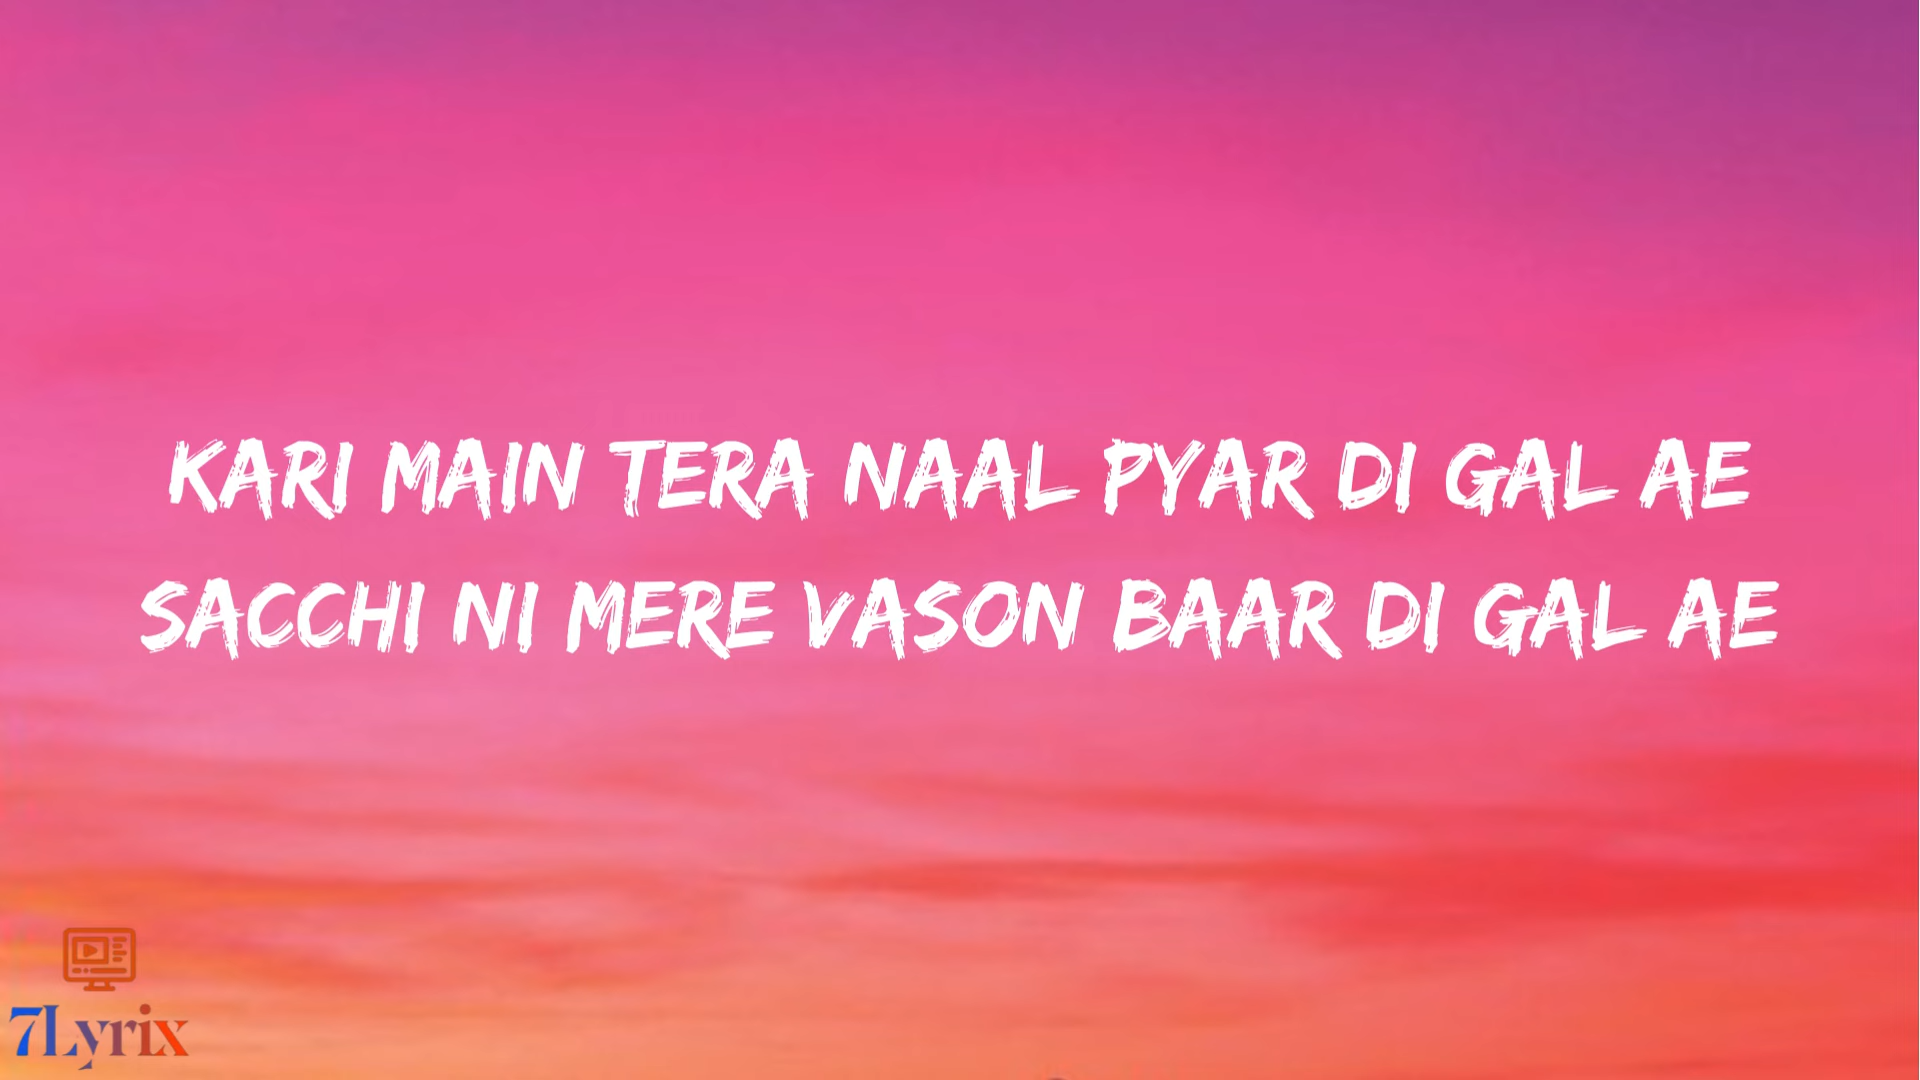 KARI MAIN TERA NAAL PYAR DI GAL AE
SACCHI NI MERE VASON BAAR DI GAL AE
7Lyrix